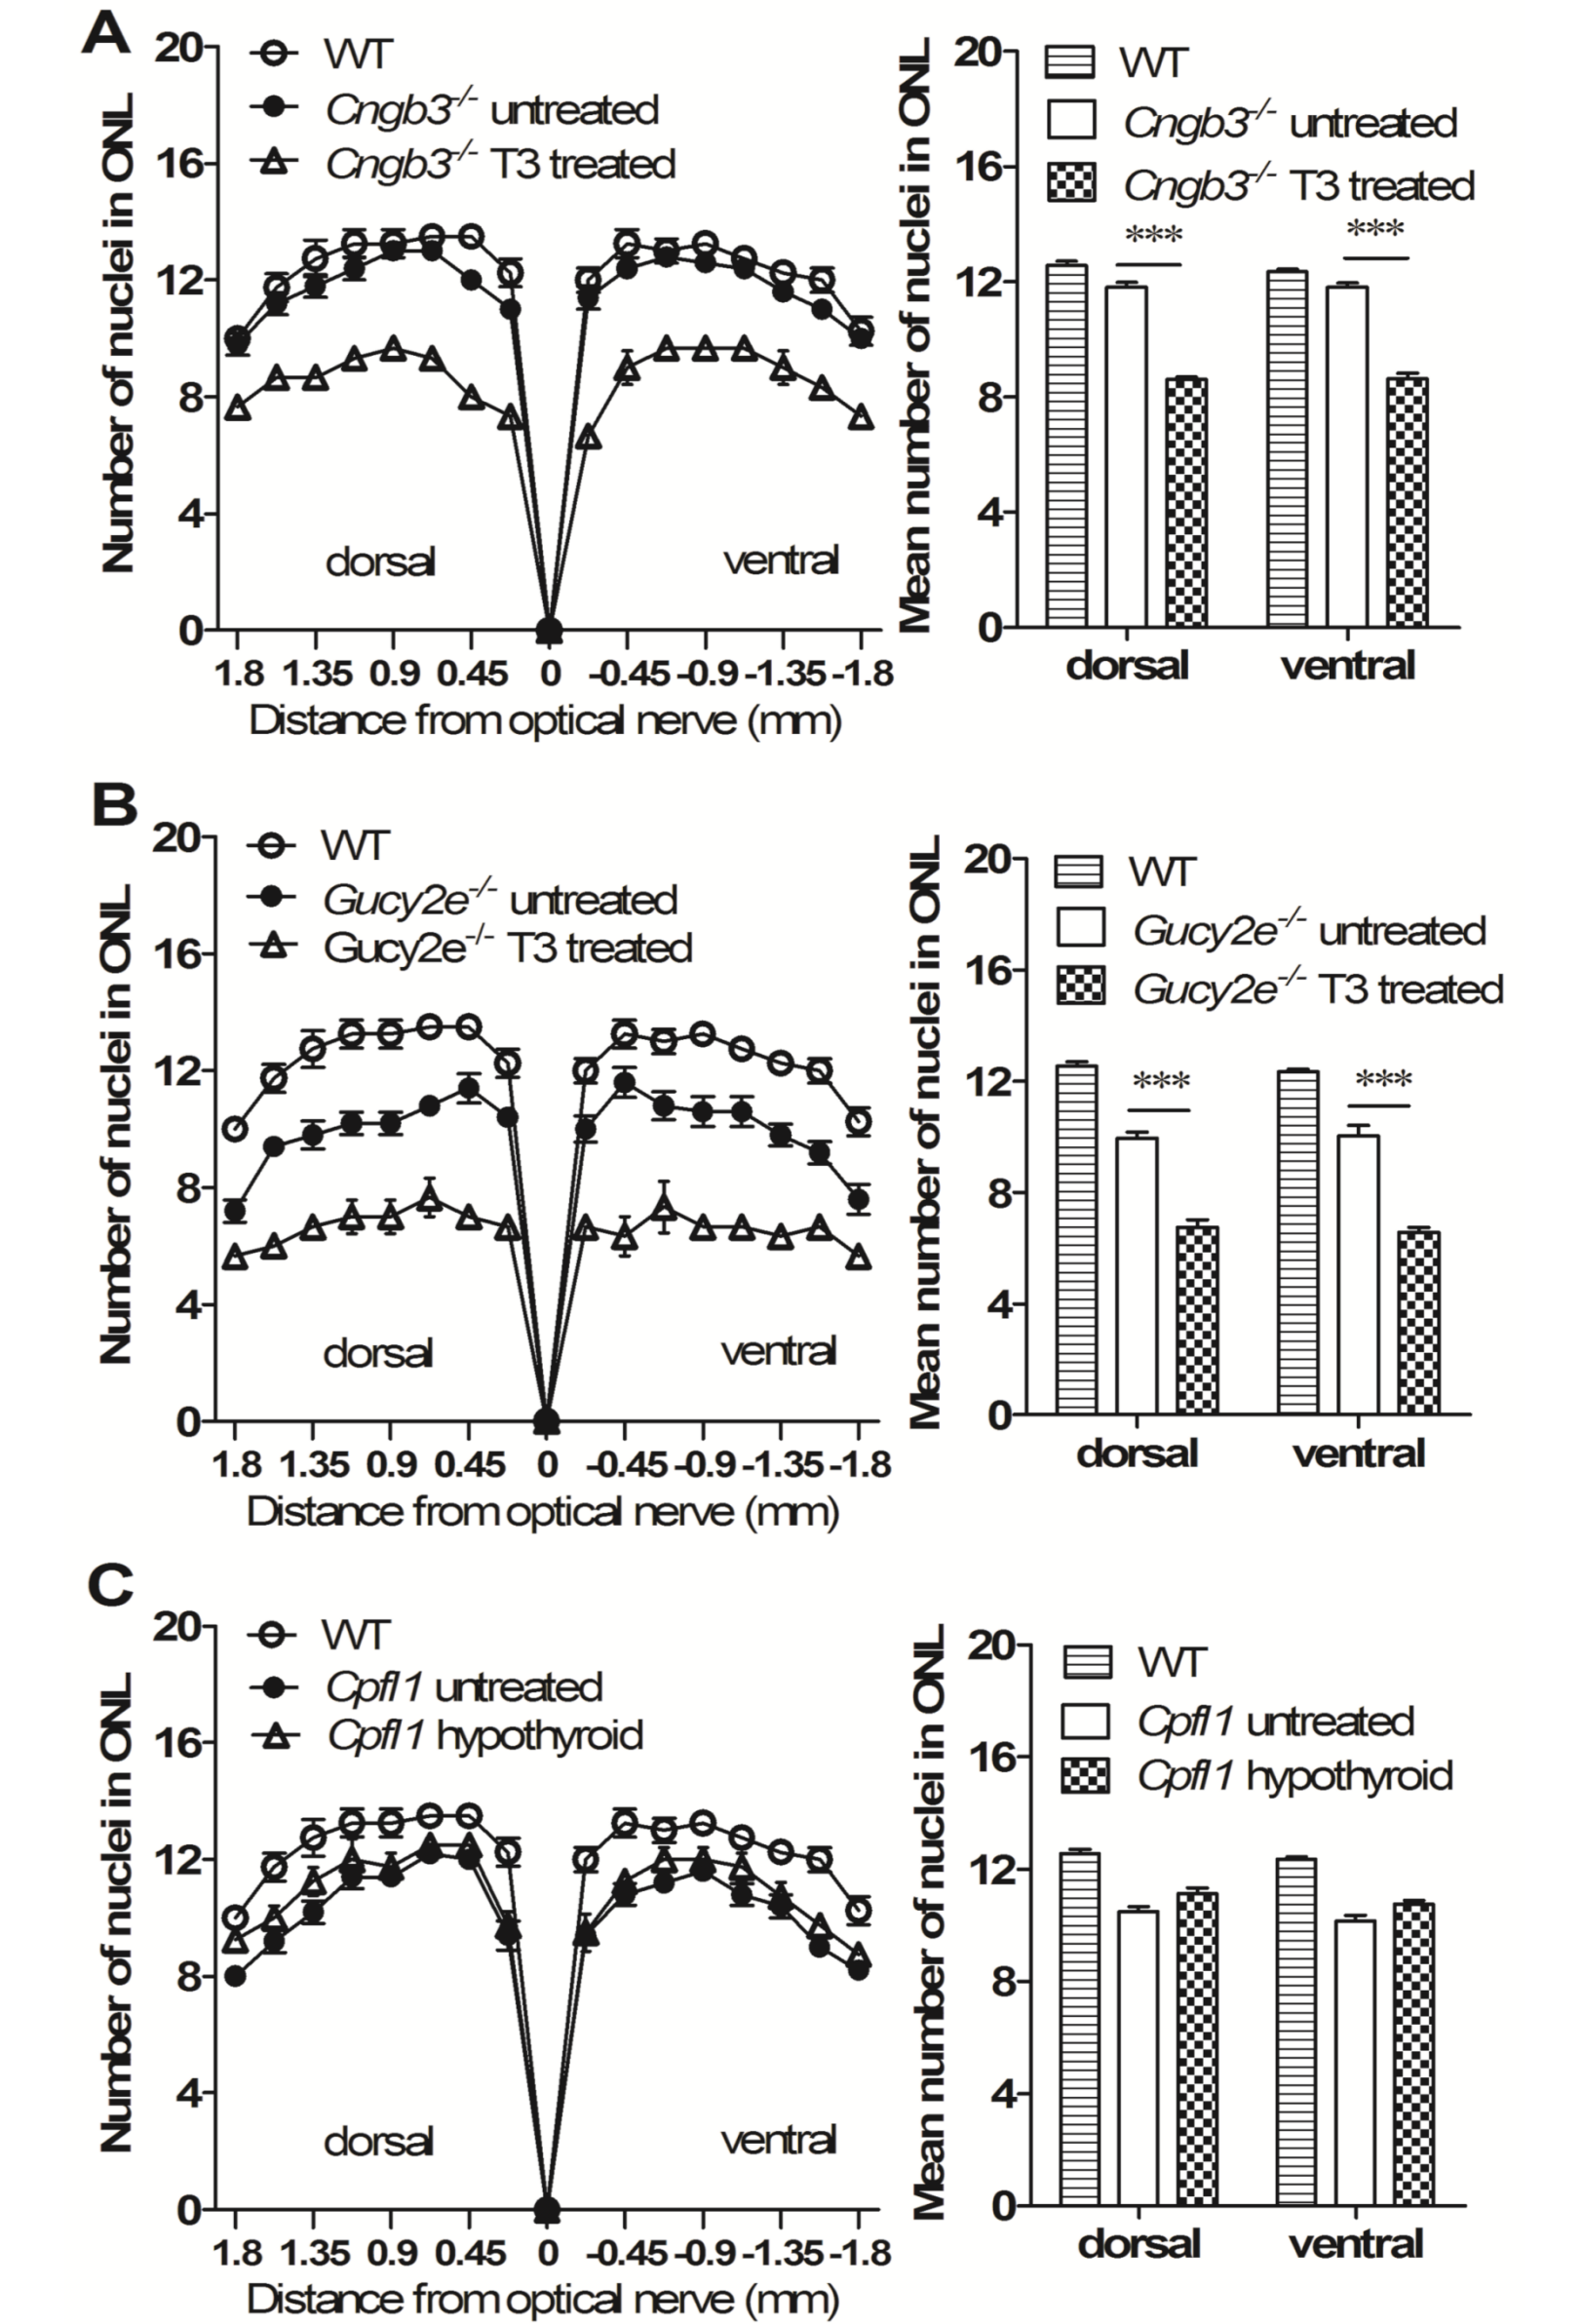 A
Number of nuclei in ONL
20
16
12
8
4
0
WT
Cngb3-/- untreated
Cngb3-/- T3 treated
dorsal
ventral
1.8 1.35 0.9 0.45 0 -0.45 -0.9 -1.35 -1.8
Distance from optical nerve (mm)
Mean number of nuclei in ONL
20
16
12
8
4
0
WT
Cngb3-/- untreated
Cngb3-/- T3 treated
*** ***
dorsal ventral
B
Number of nuclei in ONL
20
16
12
8
4
0
WT
Gucy2e-/- untreated
Gucy2e-/- T3 treated
dorsal
ventral
1.8 1.35 0.9 0.45 0 -0.45 -0.9 -1.35 -1.8
Distance from optical nerve (mm)
Mean number of nuclei in ONL
20
16
12
8
4
0
WT
Gucy2e-/- untreated
Gucy2e-/- T3 treated
*** ***
dorsal ventral
C
Number of nuclei in ONL
20
16
12
8
4
0
WT
Cpfl1 untreated
Cpfl1 hypothyroid
dorsal
ventral
1.8 1.35 0.9 0.45 0 -0.45 -0.9 -1.35 -1.8
Distance from optical nerve (mm)
Mean number of nuclei in ONL
20
16
12
8
4
0
WT
Cpfl1 untreated
Cpfl1 hypothyroid
dorsal ventral